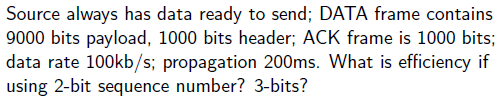 Source always has data ready to send; DATA frame contains
9000 bits payload, 1000 bits header; ACK frame is 1000 bits;
data rate 100kb/s; propagation 200ms. What is efficiency if
using 2-bit sequence number? 3-bits?